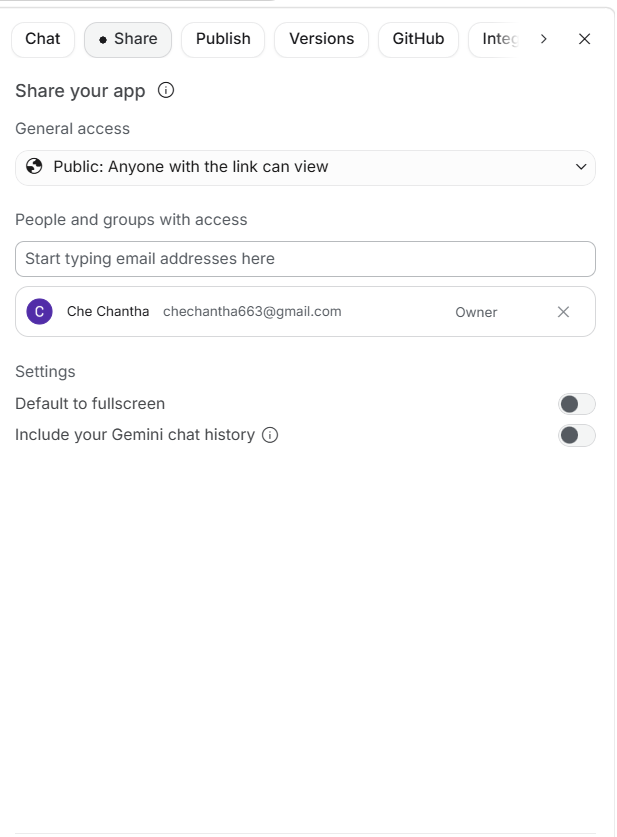 Chat Share Publish Versions GitHub Integ
Share your app
General access
Public: Anyone with the link can view
People and groups with access
Start typing email addresses here
C Che Chantha chechantha663@gmail.com Owner
Settings
Default to fullscreen
Include your Gemini chat history